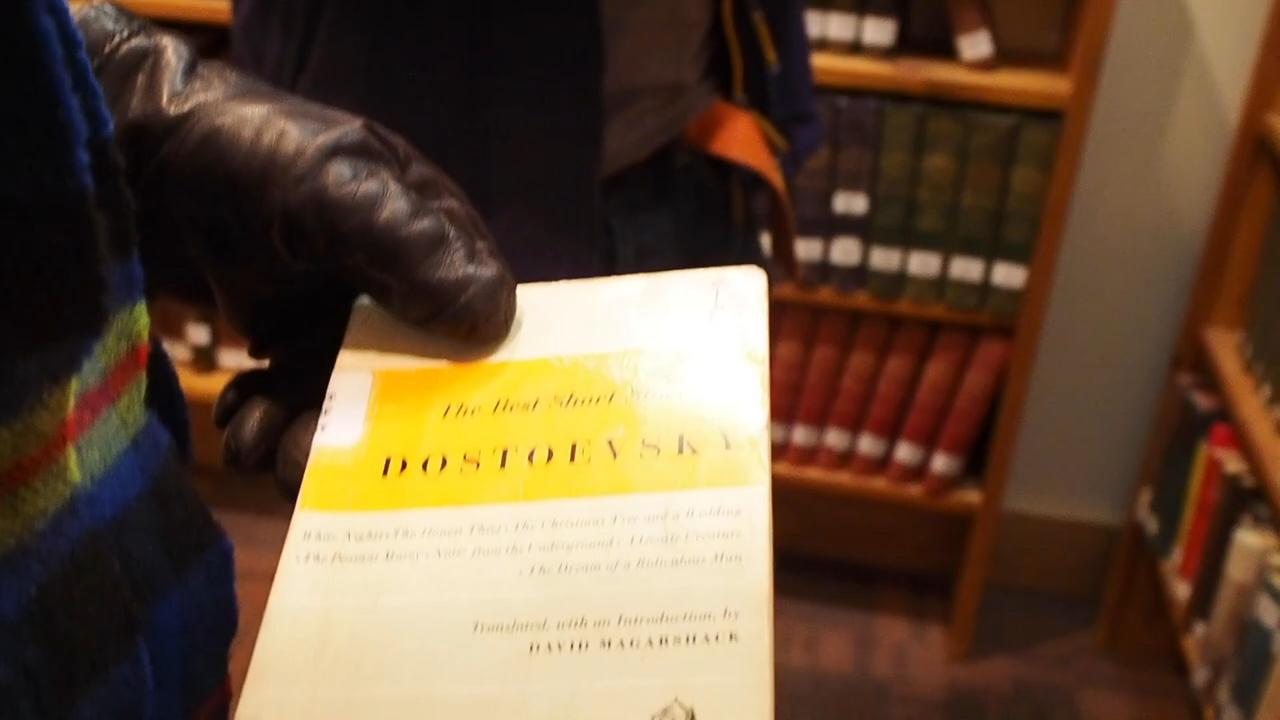 The Best Short Stories
DOSTOEVSKY
White Nights · The Honest Thief · The Christmas Tree and a Wedding
· The Peasant Marey · Notes from the Underground · A Gentle Creature
· The Dream of a Ridiculous Man
Translated, with an Introduction, by
DAVID MAGARSHACK